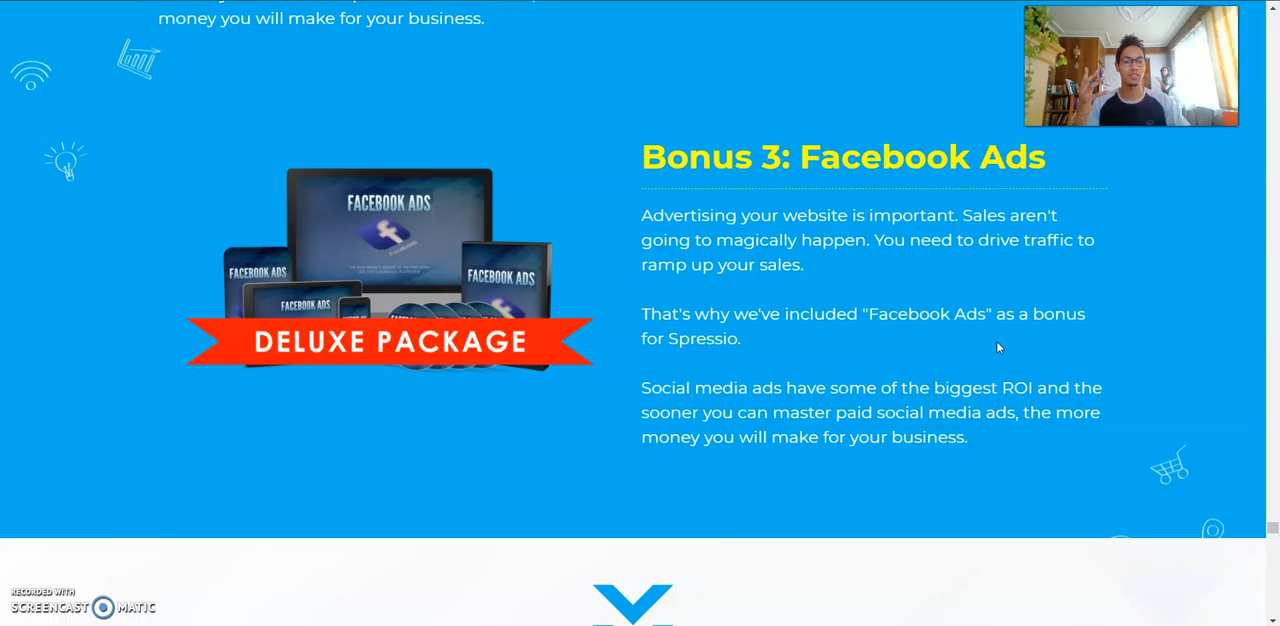 money you will make for your business.
Bonus 3: Facebook Ads
Advertising your website is important. Sales aren't
going to magically happen. You need to drive traffic to
ramp up your sales.
That's why we've included "Facebook Ads" as a bonus
for Spressio.
Social media ads have some of the biggest ROI and the
sooner you can master paid social media ads, the more
money you will make for your business.
FACEBOOK ADS
Facebook
FACEBOOK ADS
FACEBOOK ADS
FACEBOOK ADS
DELUXE PACKAGE
RECORDED WITH
SCREENCAST MATIC